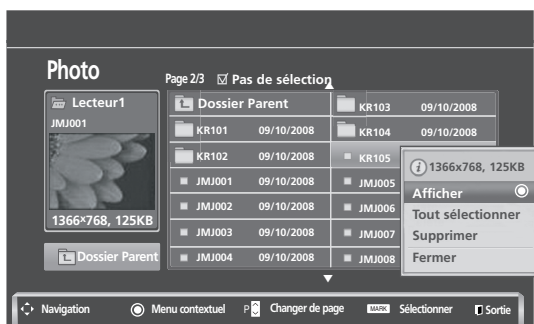 Photo
Page 2/3 Pas de sélection
Lecteur1
JMJ001
1366×768, 125KB
Dossier Parent
Dossier Parent
KR101 09/10/2008
KR102 09/10/2008
JMJ001 09/10/2008
JMJ002 09/10/2008
JMJ003 09/10/2008
JMJ004 09/10/2008
KR103 09/10/2008
KR104 09/10/2008
KR105
JMJ005
JMJ006
JMJ007
JMJ008
i 1366x768, 125KB
Afficher
Tout sélectionner
Supprimer
Fermer
Navigation Menu contextuel P Changer de page MARK Sélectionner Sortie